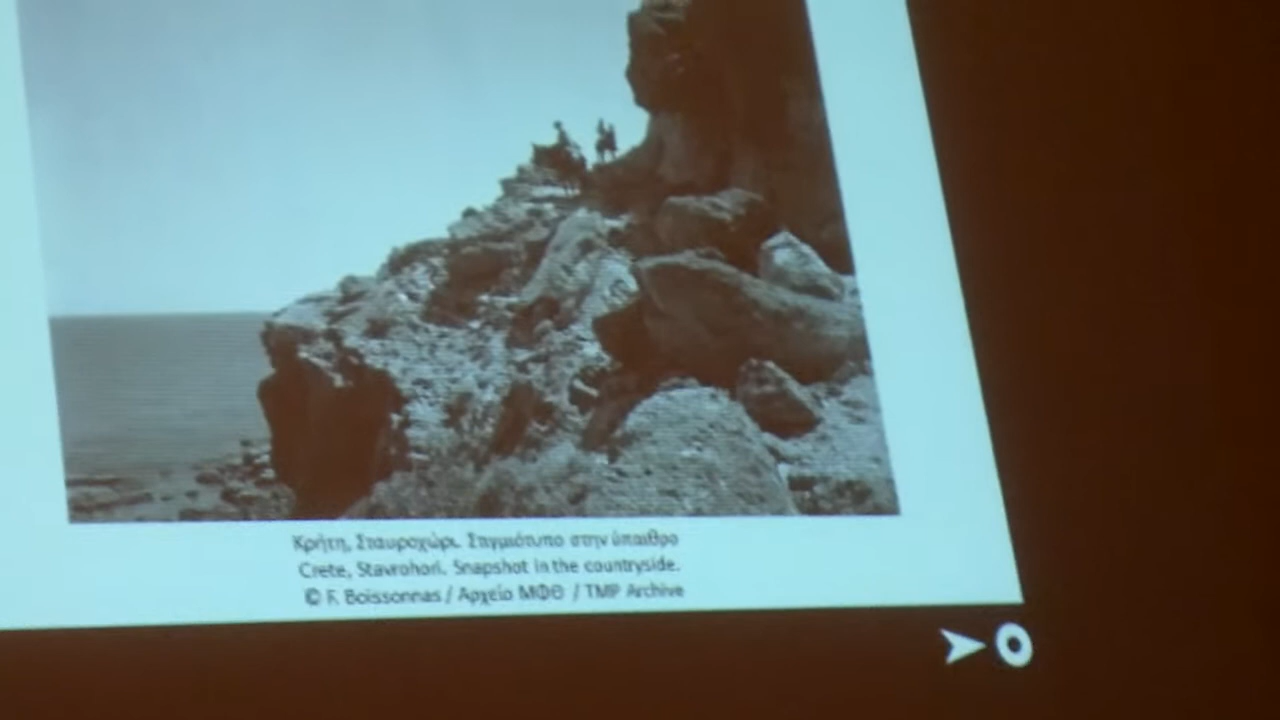 Κρήτη, Σταυροχώρι. Στιγμιότυπο στην ύπαιθρο
Crete, Stavrohori. Snapshot in the countryside.
© F. Boissonnas / Αρχείο ΜΦΘ / TMP Archive